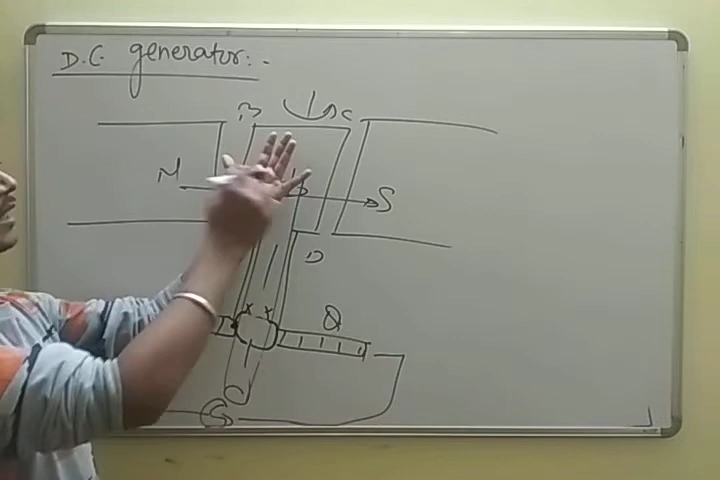 D.C. generator:-
B C
N S
D
x x Q
G